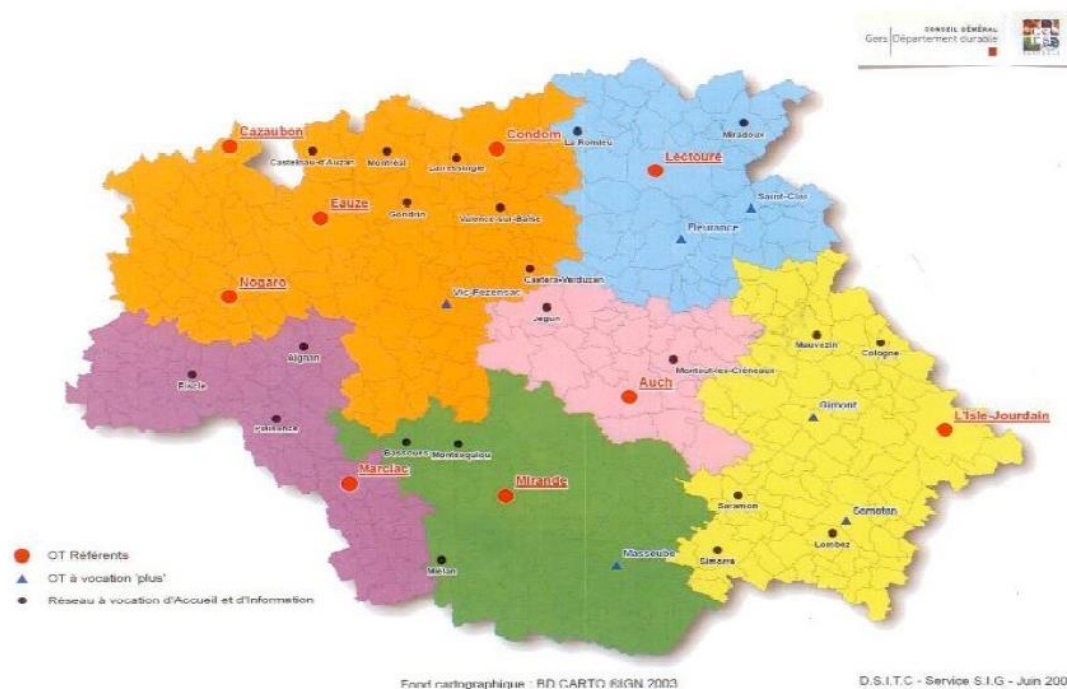 CONSEIL GÉNÉRAL
Gers Département durable
Cazaubon
Castelnau-d'Auzan
Montréal
Larressingle
Condom
La Romieu
Miradoux
Lectoure
Eauze
Gondrin
Valence-sur-Baïse
Saint-Clar
Fleurance
Nogaro
Vic-Fezensac
Castéra-Verduzan
Jégun
Mauvezin
Cologne
Aignan
Riscle
Montaut-les-Créneaux
Auch
Gimont
L'Isle-Jourdain
Plaisance
Bassoues
Montesquiou
Marciac
Mirande
Saramon
Samatan
Lombez
Simorre
Masseube
Miélan
OT Référents
OT à vocation 'plus'
Réseau à vocation d'Accueil et d'Information
Fond cartographique : BD CARTO ®IGN 2003
D.S.I.T.C - Service S.I.G - Juin 200